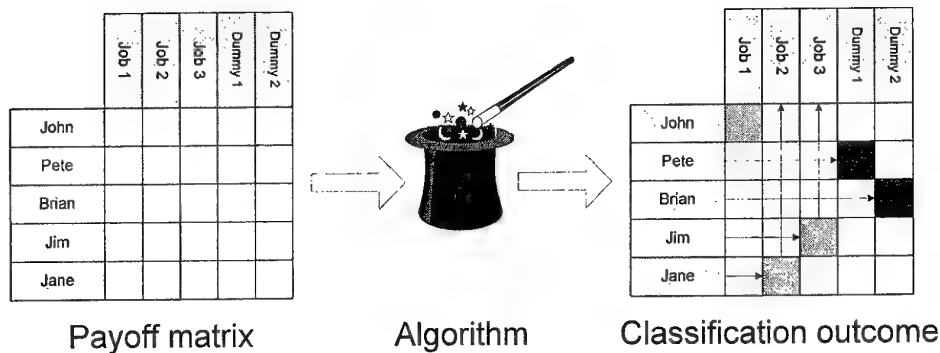 Job 1
Job 2
Job 3
Dummy 1
Dummy 2
John
Pete
Brian
Jim
Jane
Payoff matrix
Algorithm
Job 1
Job 2
Job 3
Dummy 1
Dummy 2
John
Pete
Brian
Jim
Jane
Classification outcome